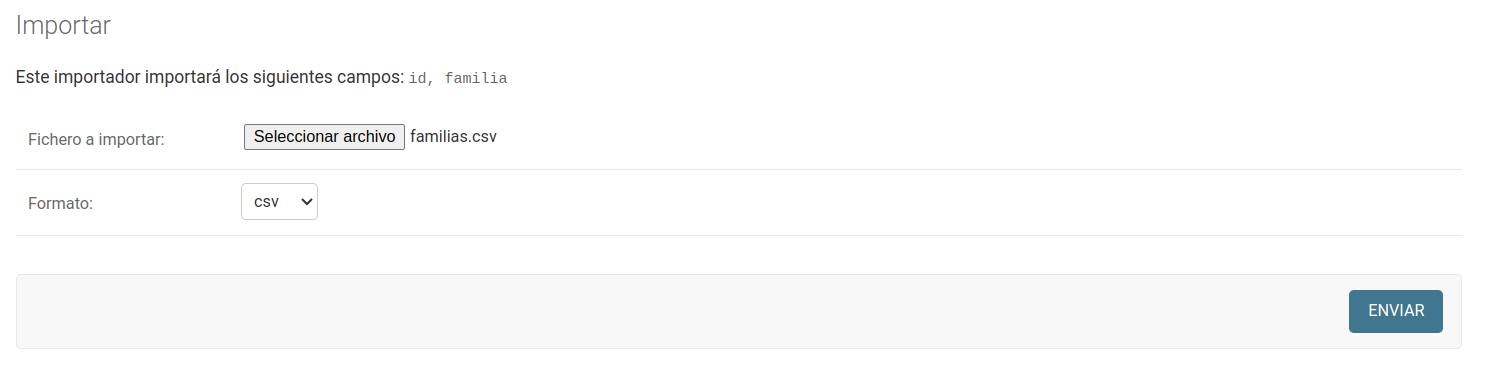 Importar
Este importador importará los siguientes campos: id, familia
Fichero a importar: Seleccionar archivo familias.csv
Formato: csv
ENVIAR